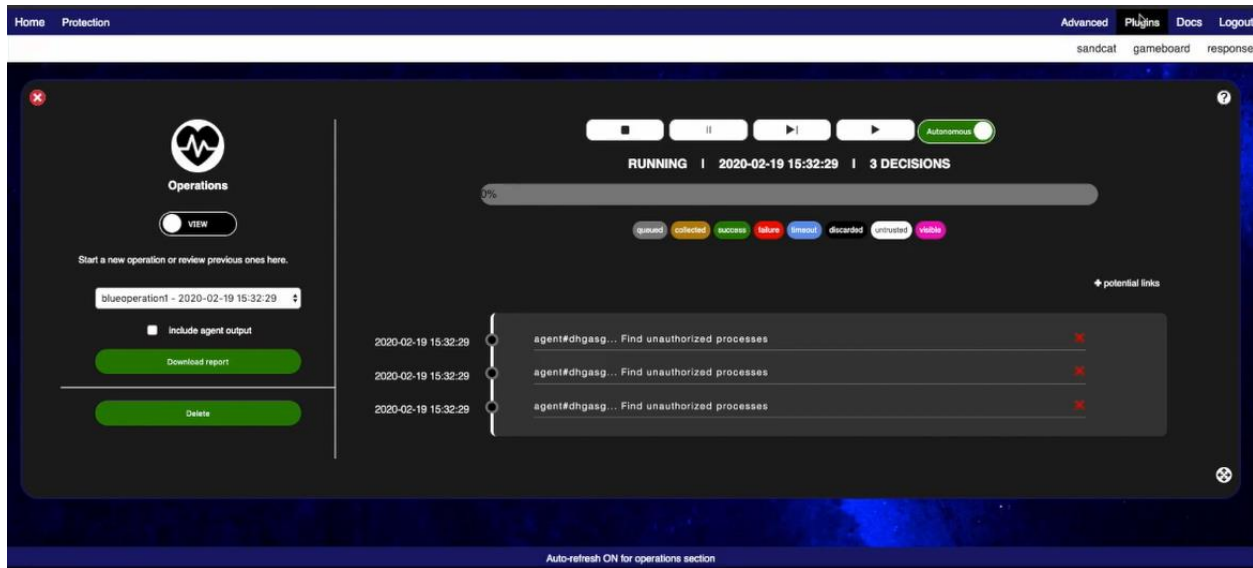 Home Protection Advanced Plugins Docs Logout
sandcat gameboard response
Operations
VIEW
Start a new operation or review previous ones here.
blueoperation1 - 2020-02-19 15:32:29
include agent output
Download report
Delete
Autonomous
RUNNING | 2020-02-19 15:32:29 | 3 DECISIONS
0%
queued collected success failure timeout discarded untrusted visible
+ potential links
2020-02-19 15:32:29 agent#dhgasg... Find unauthorized processes
2020-02-19 15:32:29 agent#dhgasg... Find unauthorized processes
2020-02-19 15:32:29 agent#dhgasg... Find unauthorized processes
Auto-refresh ON for operations section